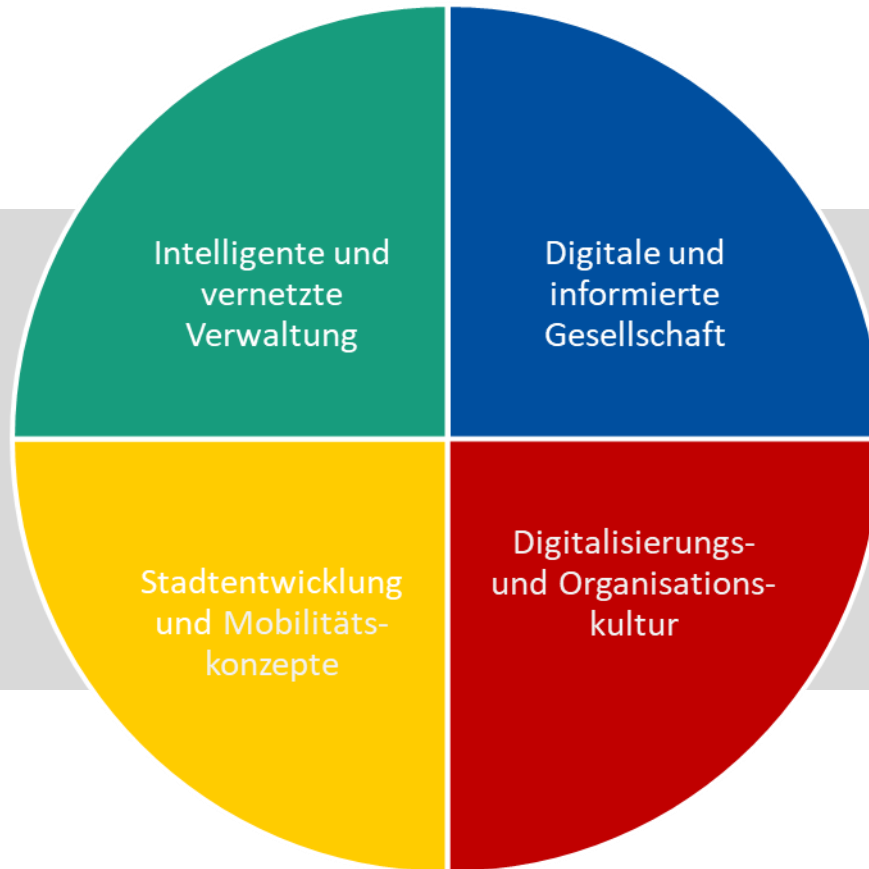 Intelligente und
vernetzte
Verwaltung
Digitale und
informierte
Gesellschaft
Stadtentwicklung
und Mobilitäts-
konzepte
Digitalisierungs-
und Organisations-
kultur